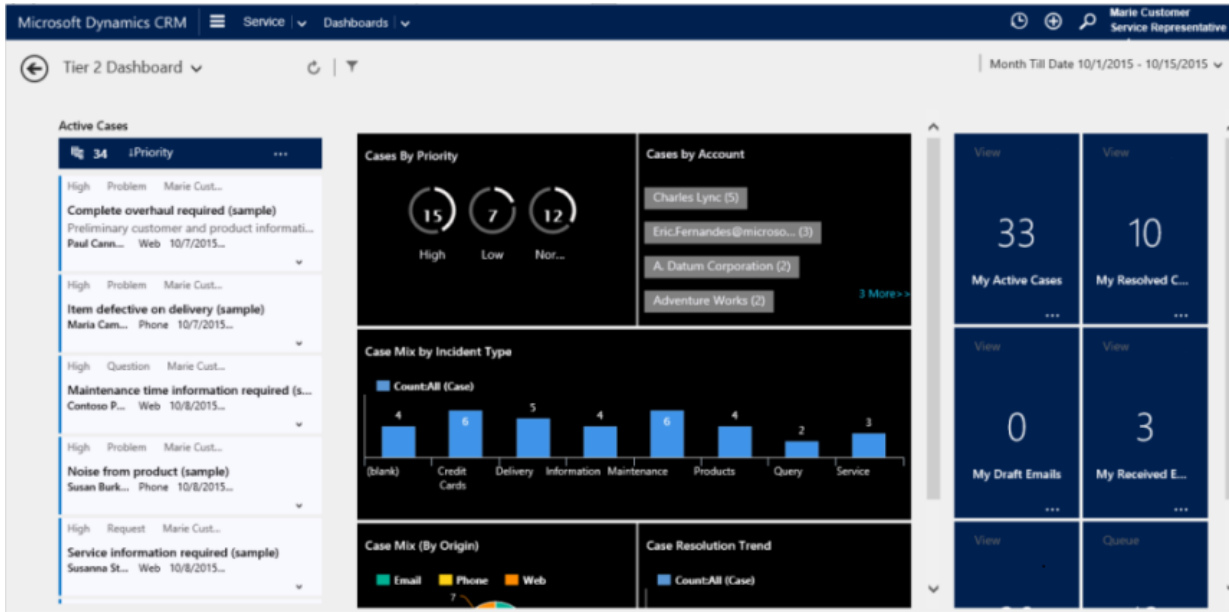 Microsoft Dynamics CRM
Service
Dashboards
Marie Customer
Service Representative
Tier 2 Dashboard
Month Till Date 10/1/2015 - 10/15/2015
Active Cases
34 ↓Priority ...
High Problem Marie Cust...
Complete overhaul required (sample)
Preliminary customer and product informati...
Paul Cann... Web 10/7/2015...
High Problem Marie Cust...
Item defective on delivery (sample)
Maria Cam... Phone 10/7/2015...
High Question Marie Cust...
Maintenance time information required (s...
Contoso P... Web 10/8/2015...
High Problem Marie Cust...
Noise from product (sample)
Susan Burk... Phone 10/8/2015...
High Request Marie Cust...
Service information required (sample)
Susanna St... Web 10/8/2015...
Cases By Priority
15 7 12
High Low Nor...
Cases by Account
Charles Lync (5)
Eric.Fernandes@microso... (3)
A. Datum Corporation (2)
Adventure Works (2)
3 More>>
Case Mix by Incident Type
Count:All (Case)
4 6 5 4 6 4 2 3
(blank) Credit Cards Delivery Information Maintenance Products Query Service
Case Mix (By Origin)
Email Phone Web
7
Case Resolution Trend
Count:All (Case)
View
33
My Active Cases
...
View
10
My Resolved C...
...
View
0
My Draft Emails
...
View
3
My Received E...
...
View
Queue